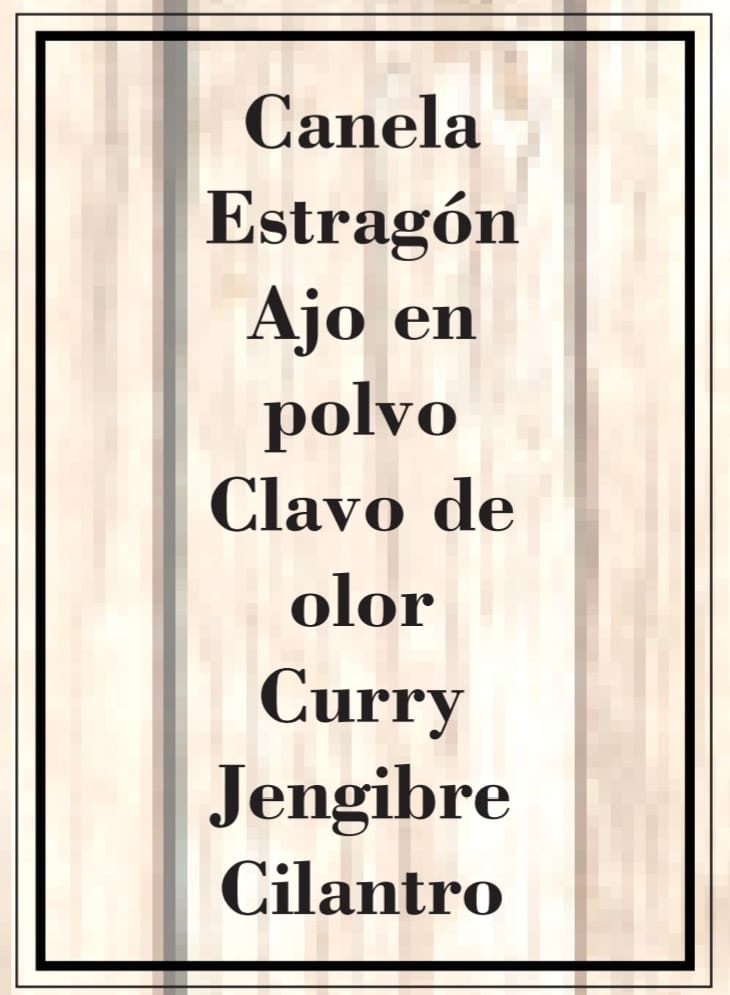 Canela
Estragón
Ajo en
polvo
Clavo de
olor
Curry
Jengibre
Cilantro